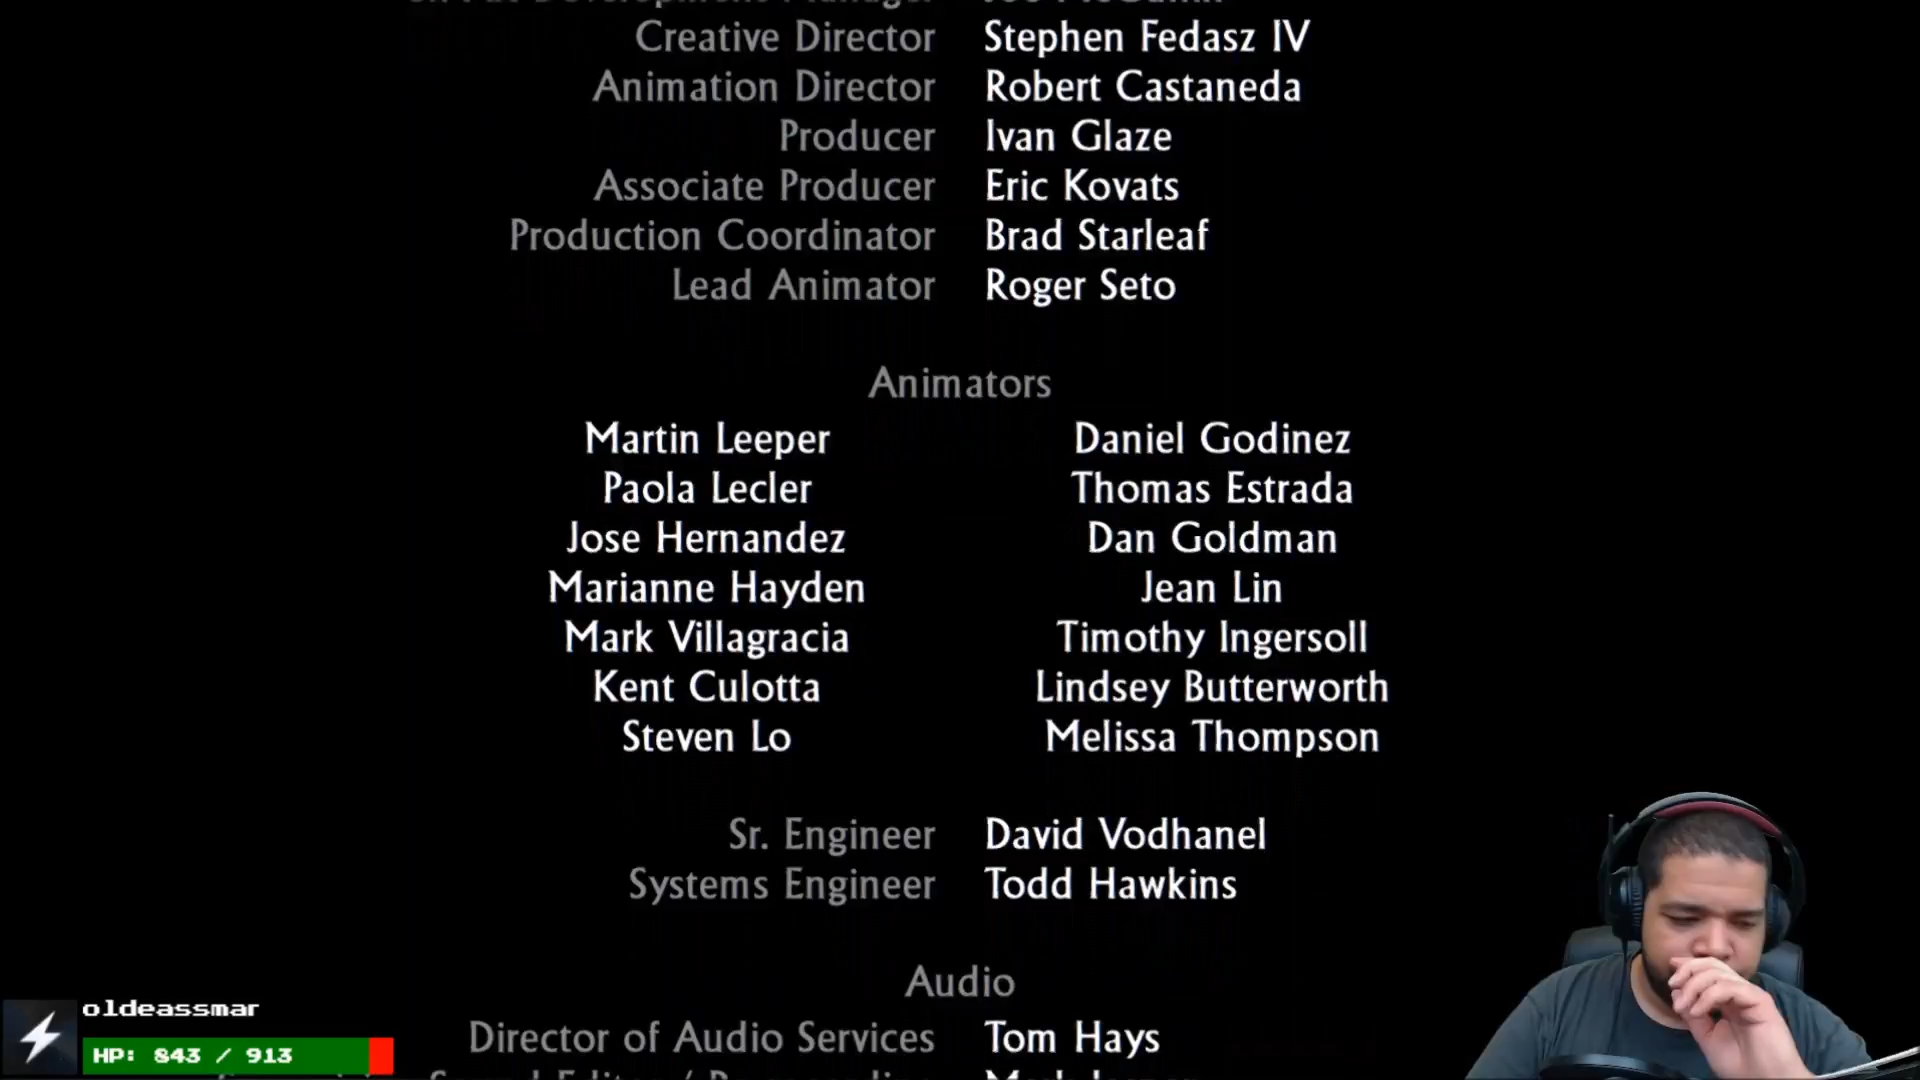 Creative Director Stephen Fedasz IV
Animation Director Robert Castaneda
Producer Ivan Glaze
Associate Producer Eric Kovats
Production Coordinator Brad Starleaf
Lead Animator Roger Seto
Animators
Martin Leeper Daniel Godinez
Paola Lecler Thomas Estrada
Jose Hernandez Dan Goldman
Marianne Hayden Jean Lin
Mark Villagracia Timothy Ingersoll
Kent Culotta Lindsey Butterworth
Steven Lo Melissa Thompson
Sr. Engineer David Vodhanel
Systems Engineer Todd Hawkins
Audio
oldeassmar
Director of Audio Services Tom Hays
HP: 843 / 913